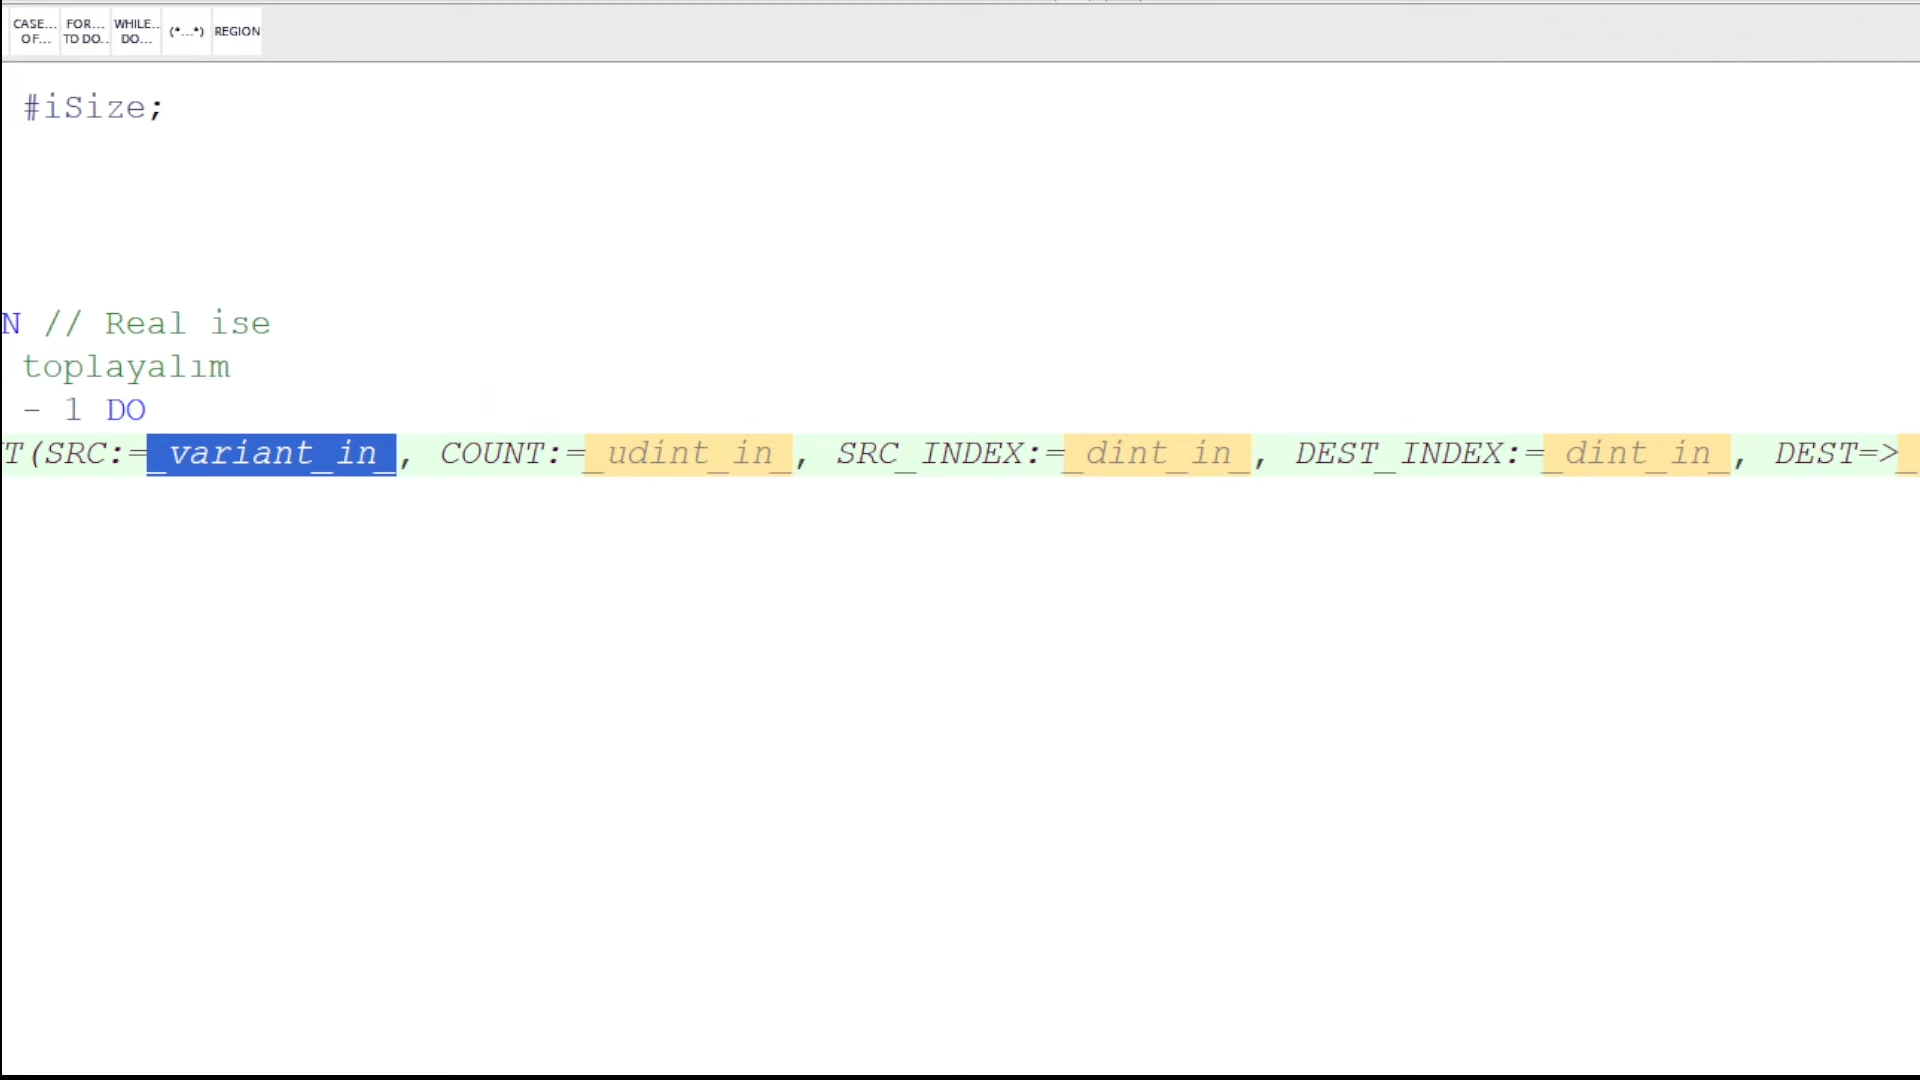 CASE... FOR... WHILE.. (*...*) REGION
OF... TO DO.. DO...
#iSize;
N // Real ise
toplayalım
- 1 DO
T(SRC:=_variant_in_, COUNT:=_udint_in_, SRC_INDEX:=_dint_in_, DEST_INDEX:=_dint_in_, DEST=>_